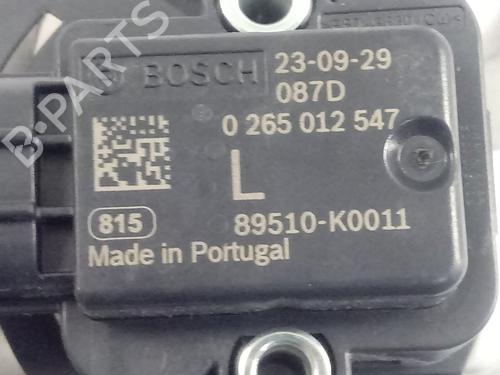 BOSCH 23-09-29
087D
0 265 012 547
L
815 89510-K0011
Made in Portugal
B-PARTS